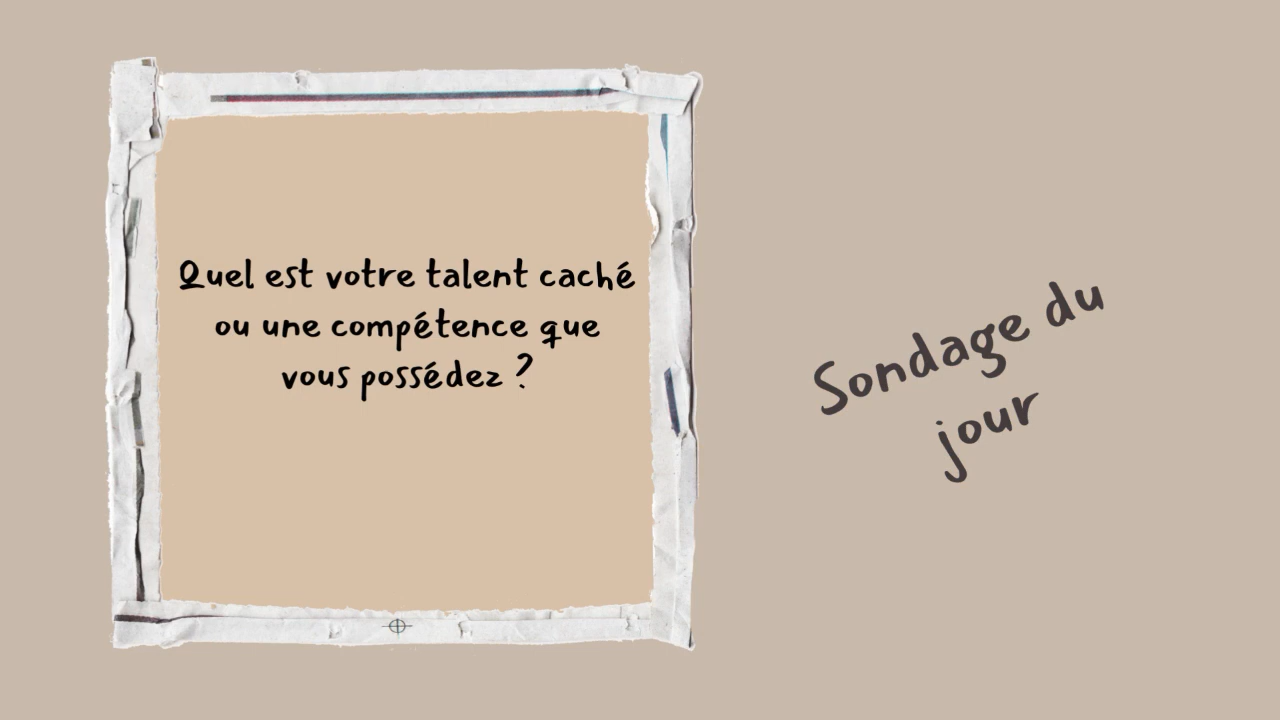 Quel est votre talent caché
ou une compétence que
vous possédez ?
Sondage du
jour